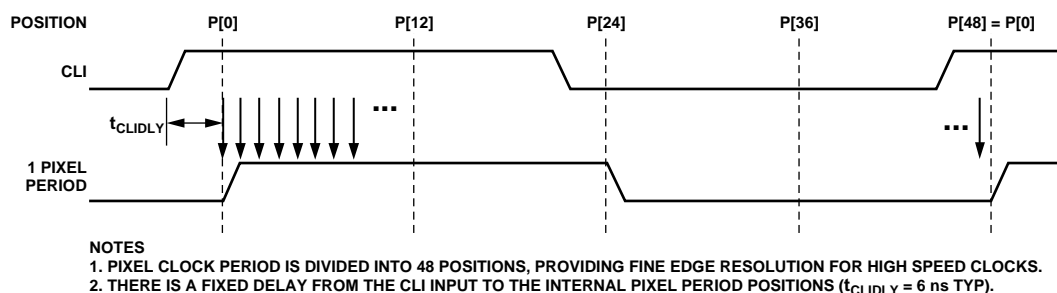 POSITION P[0] P[12] P[24] P[36] P[48] = P[0]
CLI
tCLIDLY
...
...
1 PIXEL
PERIOD
NOTES
1. PIXEL CLOCK PERIOD IS DIVIDED INTO 48 POSITIONS, PROVIDING FINE EDGE RESOLUTION FOR HIGH SPEED CLOCKS.
2. THERE IS A FIXED DELAY FROM THE CLI INPUT TO THE INTERNAL PIXEL PERIOD POSITIONS (tCLIDLY = 6 ns TYP).